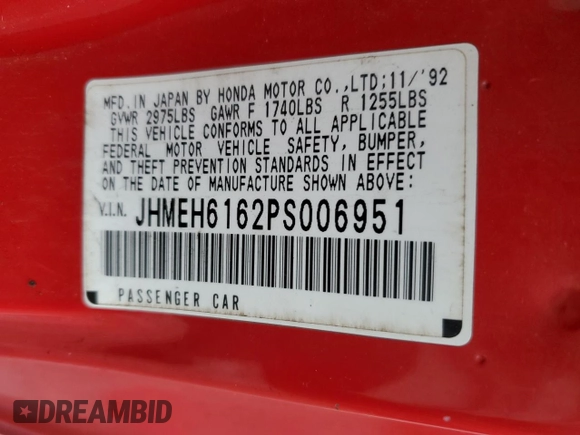 MFD. IN JAPAN BY HONDA MOTOR CO.,LTD; 11/'92
GVWR 2975LBS GAWR F 1740LBS R 1255LBS
THIS VEHICLE CONFORMS TO ALL APPLICABLE
FEDERAL MOTOR VEHICLE SAFETY, BUMPER,
AND THEFT PREVENTION STANDARDS IN EFFECT
ON THE DATE OF MANUFACTURE SHOWN ABOVE:
V.I.N. JHMEH6162PS006951
PASSENGER CAR
DREAMBID